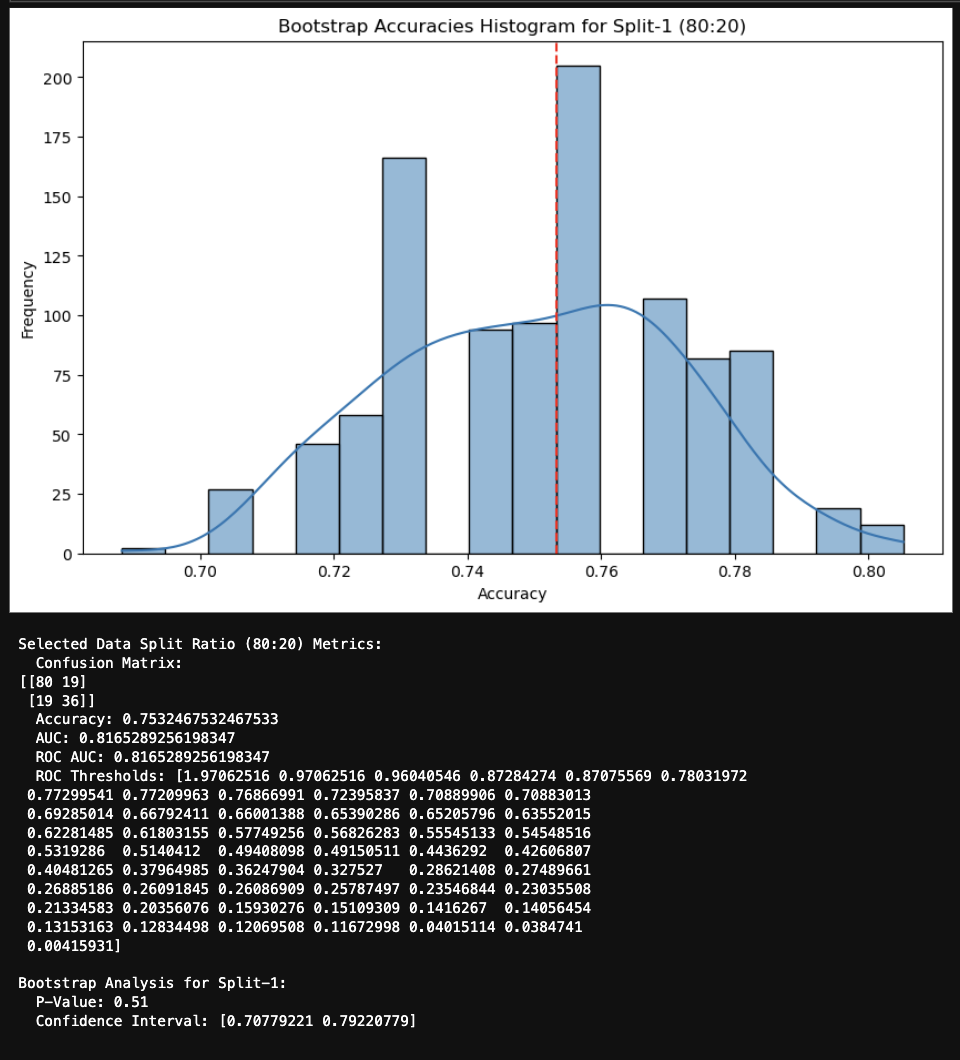 Bootstrap Accuracies Histogram for Split-1 (80:20)
200
175
150
125
100
75
50
25
0
Frequency
0.70 0.72 0.74 0.76 0.78 0.80
Accuracy
Selected Data Split Ratio (80:20) Metrics:
Confusion Matrix:
[[80 19]
[19 36]]
Accuracy: 0.7532467532467533
AUC: 0.8165289256198347
ROC AUC: 0.8165289256198347
ROC Thresholds: [1.97062516 0.97062516 0.96040546 0.87284274 0.87075569 0.78031972
0.77299541 0.77209963 0.76866991 0.72395837 0.70889906 0.70883013
0.69285014 0.66792411 0.66001388 0.65390286 0.65205796 0.63552015
0.62281485 0.61803155 0.57749256 0.56826283 0.55545133 0.54548516
0.5319286 0.5140412 0.49408098 0.49150511 0.4436292 0.42606807
0.40481265 0.37964985 0.36247904 0.327527 0.28621408 0.27489661
0.26885186 0.26091845 0.26086909 0.25787497 0.23546844 0.23035508
0.21334583 0.20356076 0.15930276 0.15109309 0.1416267 0.14056454
0.13153163 0.12834498 0.12069508 0.11672998 0.04015114 0.0384741
0.00415931]
Bootstrap Analysis for Split-1:
P-Value: 0.51
Confidence Interval: [0.70779221 0.79220779]